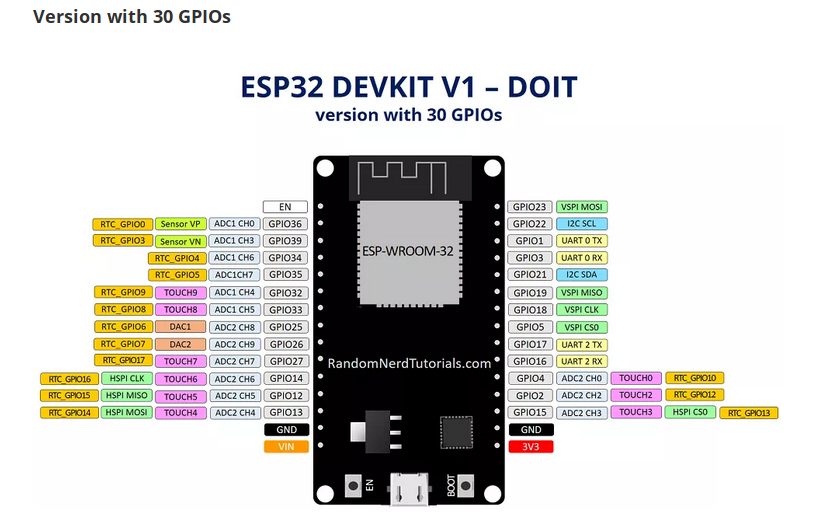 Version with 30 GPIOs
ESP32 DEVKIT V1 – DOIT
version with 30 GPIOs
EN GPIO23 VSPI MOSI
RTC_GPIO0 Sensor VP ADC1 CH0 GPIO36 GPIO22 I2C SCL
RTC_GPIO3 Sensor VN ADC1 CH3 GPIO39 GPIO1 UART 0 TX
RTC_GPIO4 ADC1 CH6 GPIO34 ESP-WROOM-32 GPIO3 UART 0 RX
RTC_GPIO5 ADC1CH7 GPIO35 GPIO21 I2C SDA
RTC_GPIO9 TOUCH9 ADC1 CH4 GPIO32 GPIO19 VSPI MISO
RTC_GPIO8 TOUCH8 ADC1 CH5 GPIO33 GPIO18 VSPI CLK
RTC_GPIO6 DAC1 ADC2 CH8 GPIO25 GPIO5 VSPI CS0
RTC_GPIO7 DAC2 ADC2 CH9 GPIO26 GPIO17 UART 2 TX
RTC_GPIO17 TOUCH7 ADC2 CH7 GPIO27 RandomNerdTutorials.com GPIO16 UART 2 RX
RTC_GPIO16 HSPI CLK TOUCH6 ADC2 CH6 GPIO14 GPIO4 ADC2 CH0 TOUCH0 RTC_GPIO10
RTC_GPIO15 HSPI MISO TOUCH5 ADC2 CH5 GPIO12 GPIO2 ADC2 CH2 TOUCH2 RTC_GPIO12
RTC_GPIO14 HSPI MOSI TOUCH4 ADC2 CH4 GPIO13 GPIO15 ADC2 CH3 TOUCH3 HSPI CS0 RTC_GPIO13
GND GND
VIN 3V3
EN BOOT